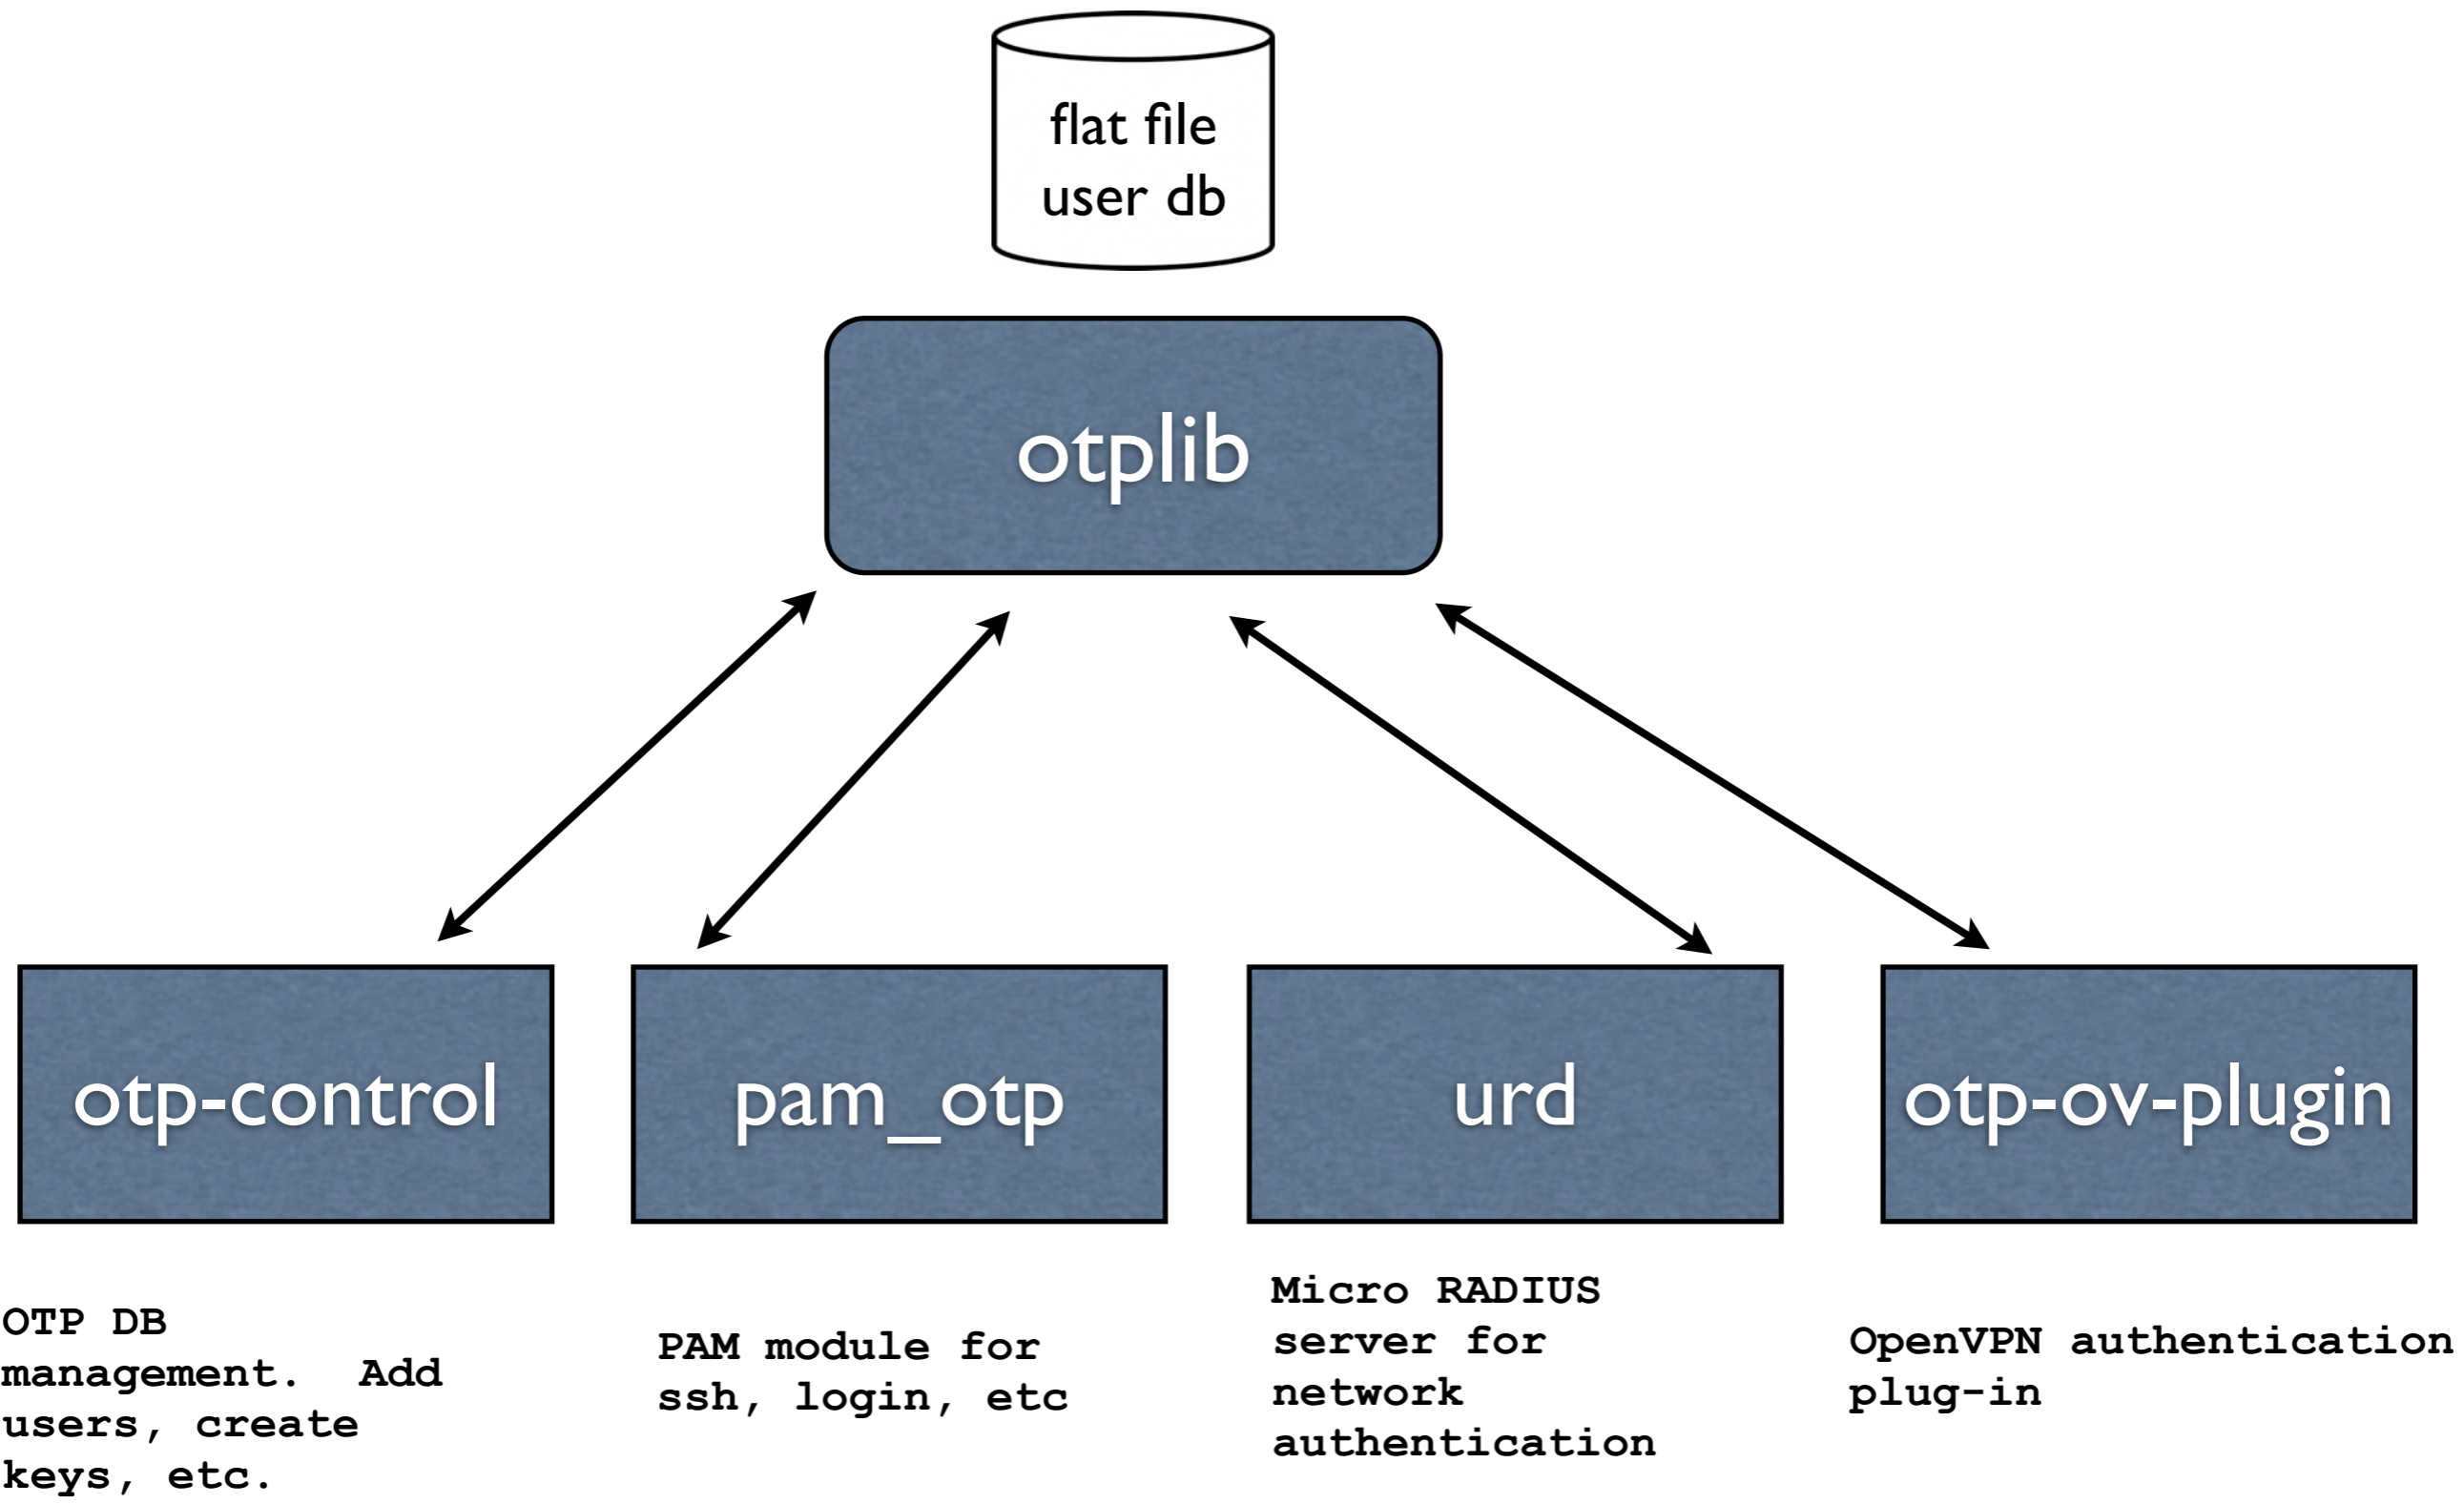 flat file
user db
otplib
otp-control
pam_otp
urd
otp-ov-plugin
OTP DB
management.  Add
users, create
keys, etc.
PAM module for
ssh, login, etc
Micro RADIUS
server for
network
authentication
OpenVPN authentication
plug-in